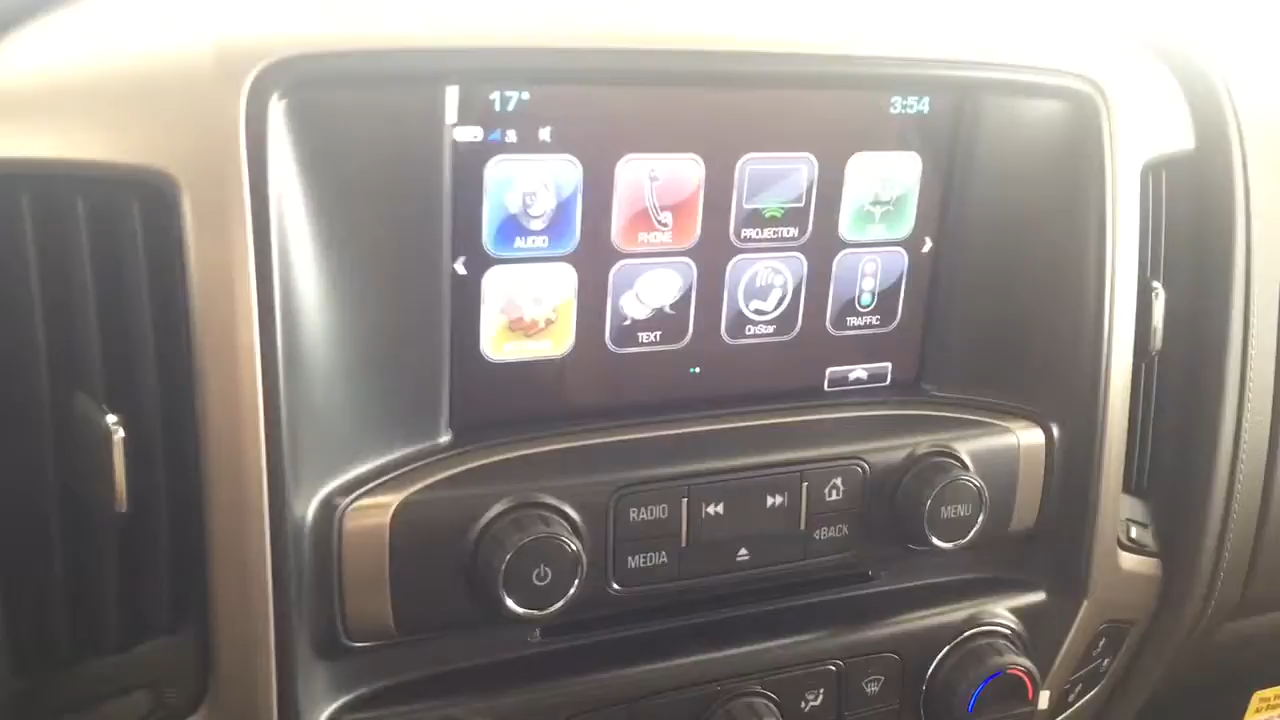 17°
3:54
AUDIO
PHONE
PROJECTION
TEXT
OnStar
TRAFFIC
RADIO
MEDIA
BACK
MENU